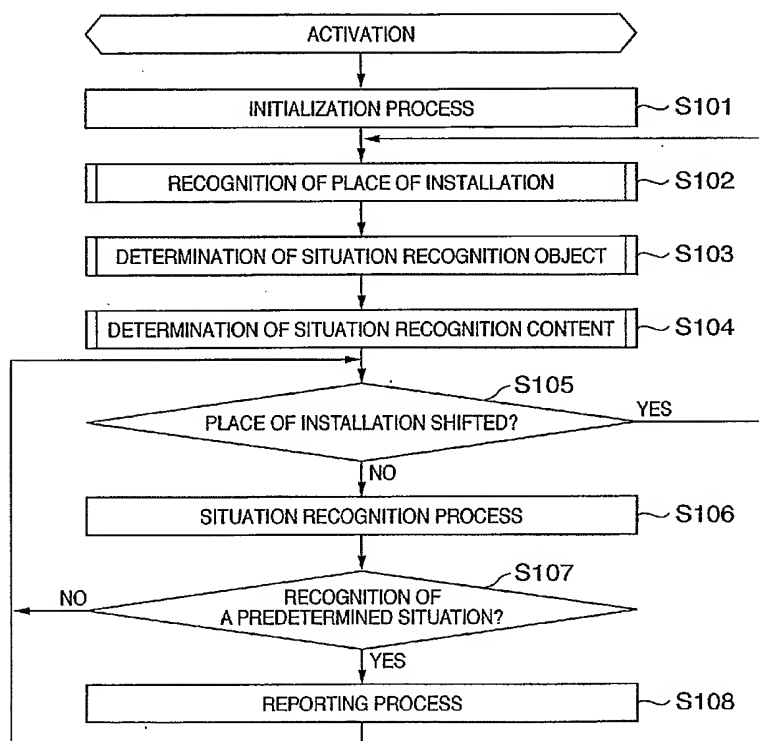 ACTIVATION
INITIALIZATION PROCESS
S101
RECOGNITION OF PLACE OF INSTALLATION
S102
DETERMINATION OF SITUATION RECOGNITION OBJECT
S103
DETERMINATION OF SITUATION RECOGNITION CONTENT
S104
S105
PLACE OF INSTALLATION SHIFTED?
YES
NO
SITUATION RECOGNITION PROCESS
S106
S107
NO
RECOGNITION OF
A PREDETERMINED SITUATION?
YES
REPORTING PROCESS
S108